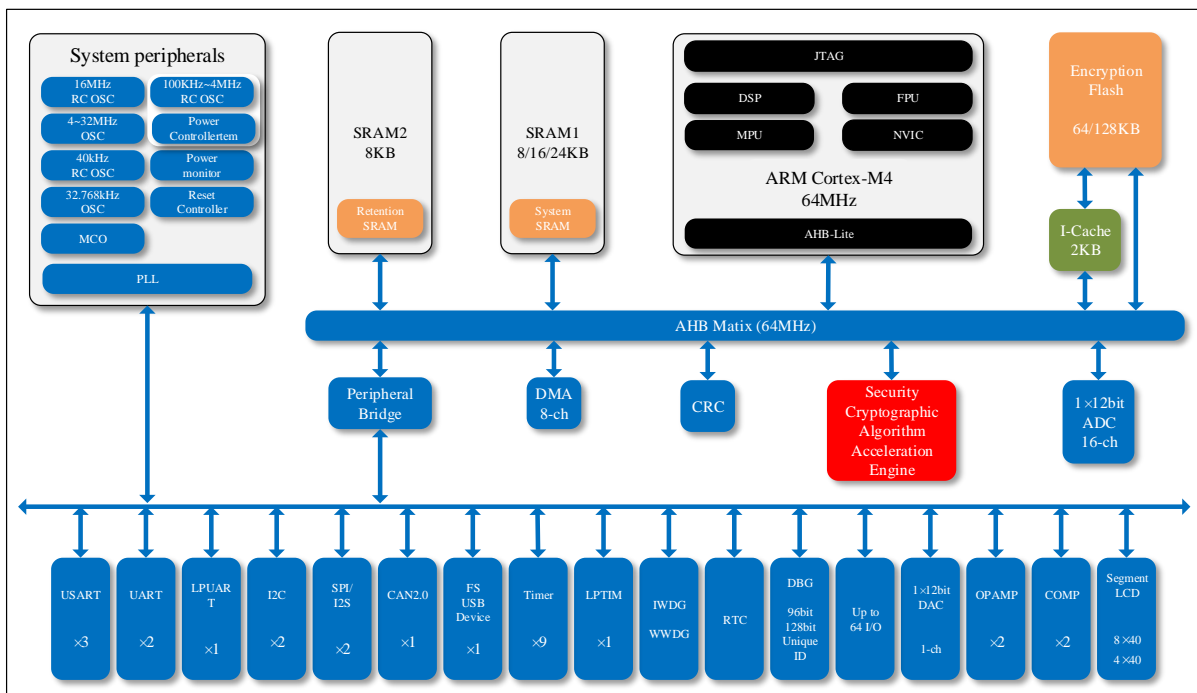 System peripherals
16MHz
RC OSC
100KHz~4MHz
RC OSC
4~32MHz
OSC
Power
Controllertem
40kHz
RC OSC
Power
monitor
32.768kHz
OSC
Reset
Controller
MCO
PLL
SRAM2
8KB
Retention
SRAM
SRAM1
8/16/24KB
System
SRAM
JTAG
DSP
FPU
MPU
NVIC
ARM Cortex-M4
64MHz
AHB-Lite
Encryption
Flash
64/128KB
I-Cache
2KB
AHB Matix (64MHz)
Peripheral
Bridge
DMA
8-ch
CRC
Security
Cryptographic
Algorithm
Acceleration
Engine
1×12bit
ADC
16-ch
USART
×3
UART
×2
LPUAR
T
×1
I2C
×2
SPI/
I2S
×2
CAN2.0
×1
FS
USB
Device
×1
Timer
×9
LPTIM
×1
IWDG
WWDG
RTC
DBG
96bit
128bit
Unique
ID
Up to
64 I/O
1×12bit
DAC
1-ch
OPAMP
×2
COMP
×2
Segment
LCD
8×40
4×40